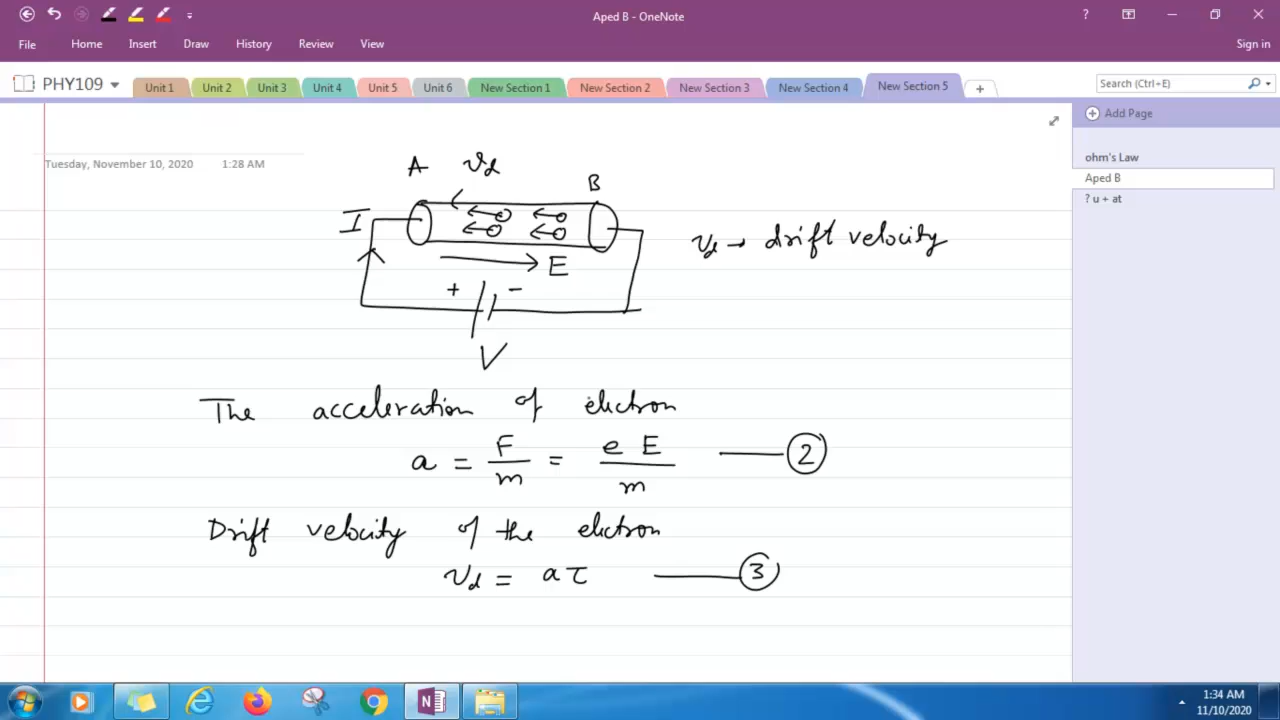 Aped B - OneNote
?
File Home Insert Draw History Review View Sign in
PHY109 Unit 1 Unit 2 Unit 3 Unit 4 Unit 5 Unit 6 New Section 1 New Section 2 New Section 3 New Section 4 New Section 5 + Search (Ctrl+E)
Add Page
Tuesday, November 10, 2020 1:28 AM
ohm's Law
Aped B
? u + at
A vd B
I
vd → drift velocity
E
+ -
V
The acceleration of electron
a = F/m = e E/m —— 2
Drift velocity of the electron
vd = aτ —— 3
1:34 AM
11/10/2020